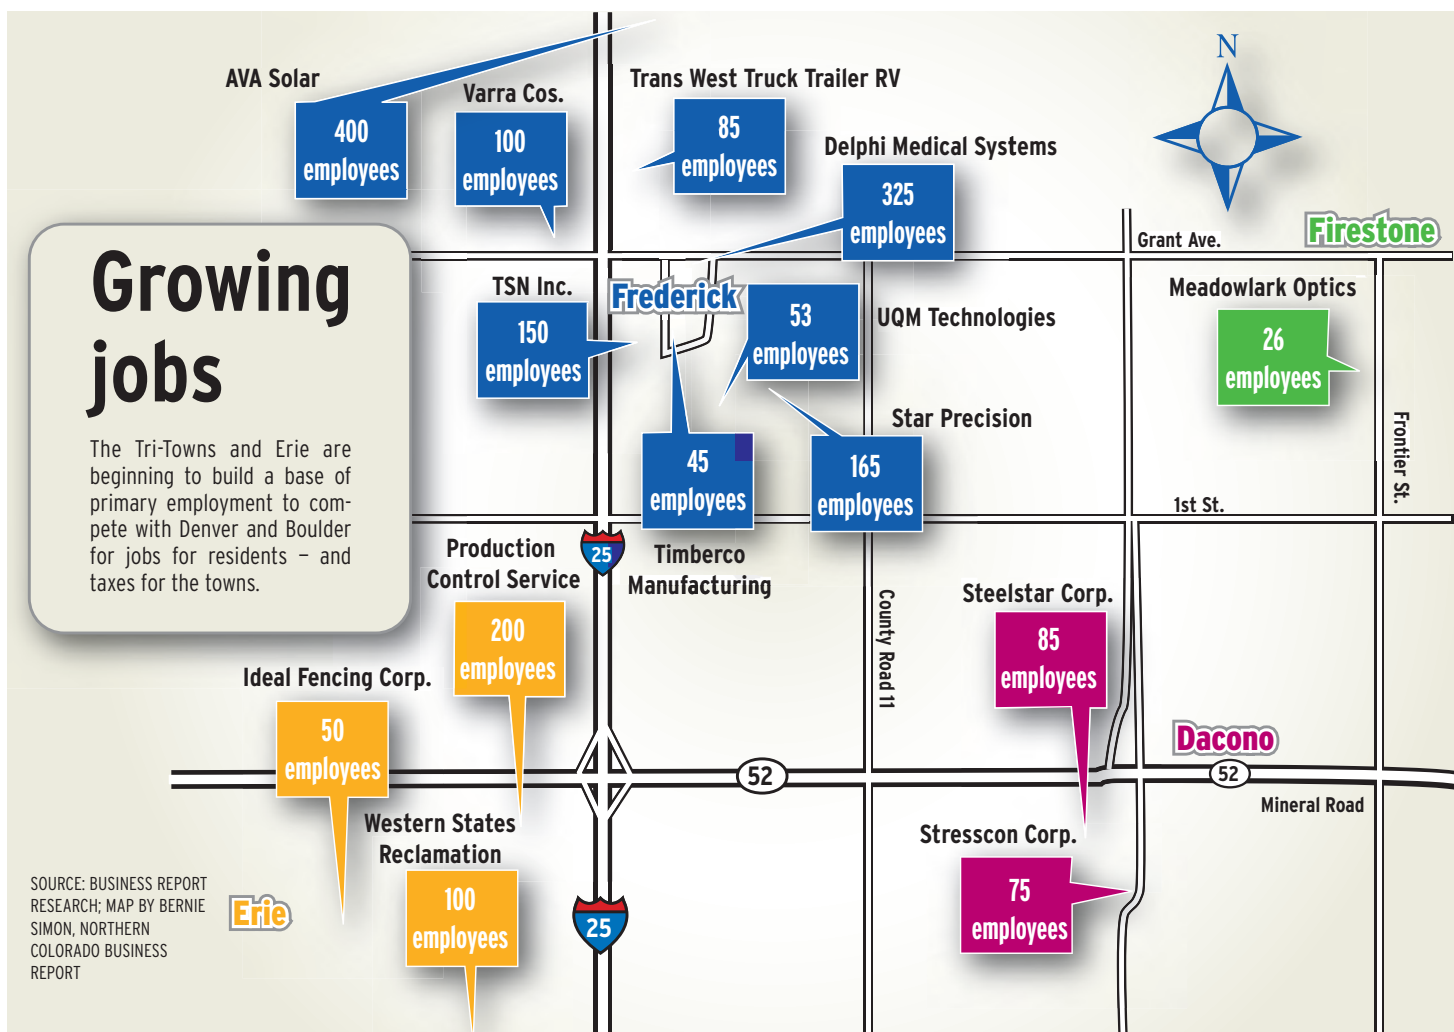 N
AVA Solar
400
employees
Varra Cos.
100
employees
Trans West Truck Trailer RV
85
employees
Delphi Medical Systems
325
employees
Grant Ave.
Firestone
Growing
jobs
The Tri-Towns and Erie are
beginning to build a base of
primary employment to com-
pete with Denver and Boulder
for jobs for residents – and
taxes for the towns.
TSN Inc.
150
employees
Frederick
53
employees
UQM Technologies
Meadowlark Optics
26
employees
Star Precision
165
employees
45
employees
Timberco
Manufacturing
Frontier St.
1st St.
25
Production
Control Service
200
employees
County Road 11
Steelstar Corp.
85
employees
Ideal Fencing Corp.
50
employees
Dacono
52
52
Mineral Road
Western States
Reclamation
100
employees
Stresscon Corp.
75
employees
Erie
25
SOURCE: BUSINESS REPORT
RESEARCH; MAP BY BERNIE
SIMON, NORTHERN
COLORADO BUSINESS
REPORT